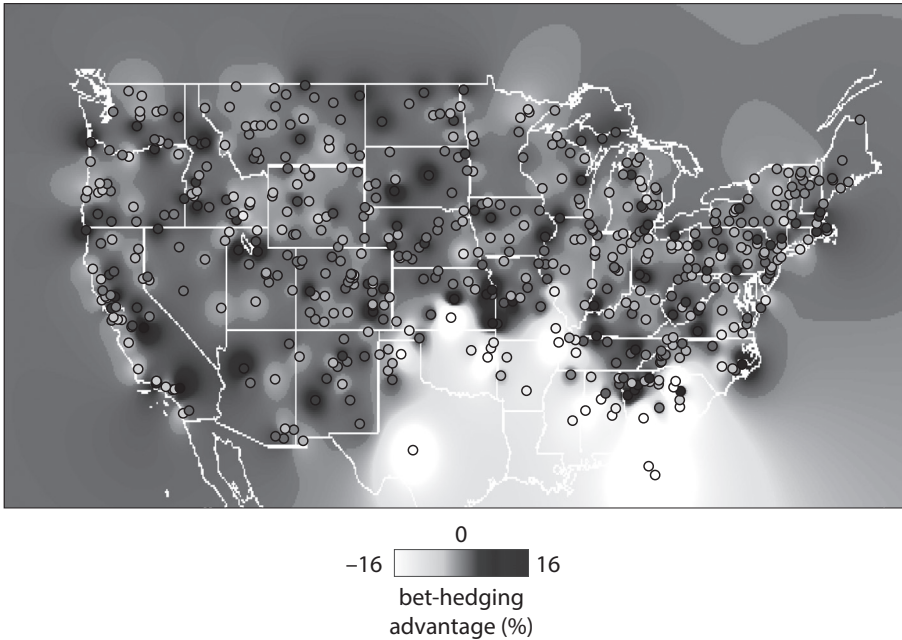 0
–16 16
bet-hedging
advantage (%)